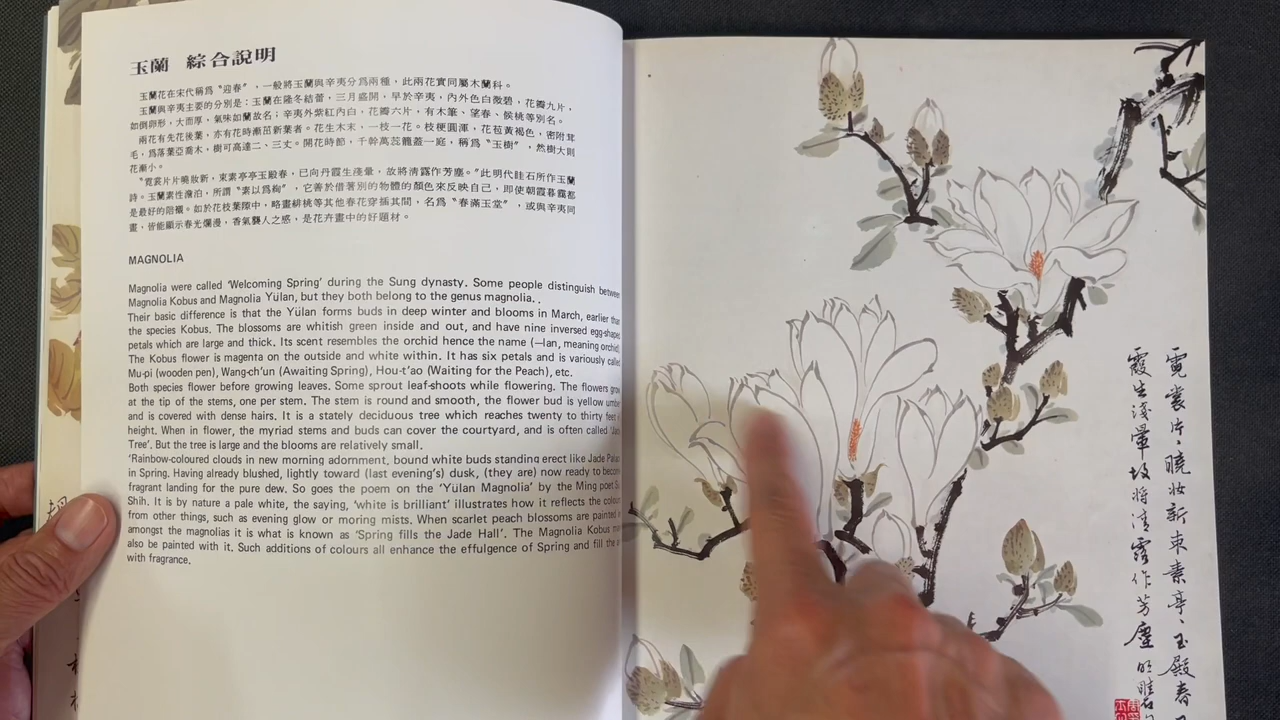 玉蘭 綜合說明
玉蘭花在宋代稱爲〝迎春〞，一般將玉蘭與辛夷分爲兩種，此兩花實同屬木蘭科。
玉蘭與辛夷主要的分別是：玉蘭在隆冬結蕾，三月盛開，早於辛夷，內外色白微碧，花瓣九片，
如倒卵形，大而厚，氣味如蘭故名；辛夷外紫紅內白，花瓣六片，有木筆、望春、候桃等別名。
兩花有先花後葉，亦有花時漸茁新葉者。花生木末，一枝一花。枝梗圓渾，花苞黃褐色，密附茸
毛，爲落葉亞喬木，樹可高達二、三丈。開花時節，千幹萬蕊籠蓋一庭，稱爲〝玉樹〞，然樹大則
花漸小。
〝霓裳片片曉妝新，束素亭亭玉殿春，已向丹霞生淺暈，故將清露作芳塵。〞此明代眭石所作玉蘭
詩。玉蘭素性澹泊，所謂〝素以爲絢〞，它善於借著別的物體的顏色來反映自己，即使朝霞暮靄都
是最好的陪襯。如於花枝葉隙中，略畫緋桃等其他春花穿插其間，名爲〝春滿玉堂〞，或與辛夷同
畫，皆能顯示春光爛漫，香氣襲人之感，是花卉畫中的好題材。
MAGNOLIA
Magnolia were called 'Welcoming Spring' during the Sung dynasty. Some people distinguish between
Magnolia Kobus and Magnolia Yülan, but they both belong to the genus magnolia. .
Their basic difference is that the Yülan forms buds in deep winter and blooms in March, earlier than
the species Kobus. The blossoms are whitish green inside and out, and have nine inversed egg-shaped
petals which are large and thick. Its scent resembles the orchid hence the name (—lan, meaning orchid)
The Kobus flower is magenta on the outside and white within. It has six petals and is variously called
Mu-pi (wooden pen), Wang-ch'un (Awaiting Spring), Hou-t'ao (Waiting for the Peach), etc.
Both species flower before growing leaves. Some sprout leaf-shoots while flowering. The flowers grow
at the tip of the stems, one per stem. The stem is round and smooth, the flower bud is yellow umber
and is covered with dense hairs. It is a stately deciduous tree which reaches twenty to thirty feet
height. When in flower, the myriad stems and buds can cover the courtyard, and is often called
Tree'. But the tree is large and the blooms are relatively small.
'Rainbow-coloured clouds in new morning adornment, bound white buds standing erect like Jade
in Spring. Having already blushed, lightly toward (last evening's) dusk, (they are) now ready to
fragrant landing for the pure dew. So goes the poem on the 'Yülan Magnolia' by the Ming poet
Shih. It is by nature a pale white, the saying, 'white is brilliant' illustrates how it reflects the
from other things, such as evening glow or moring mists. When scarlet peach blossoms are painted
amongst the magnolias it is what is known as 'Spring fills the Jade Hall'. The Magnolia Kobus
also be painted with it. Such additions of colours all enhance the effulgence of Spring and fill the
with fragrance.
霓裳片片曉妝新束素亭亭玉殿春
霞生淺暈故將清露作芳塵明眭石